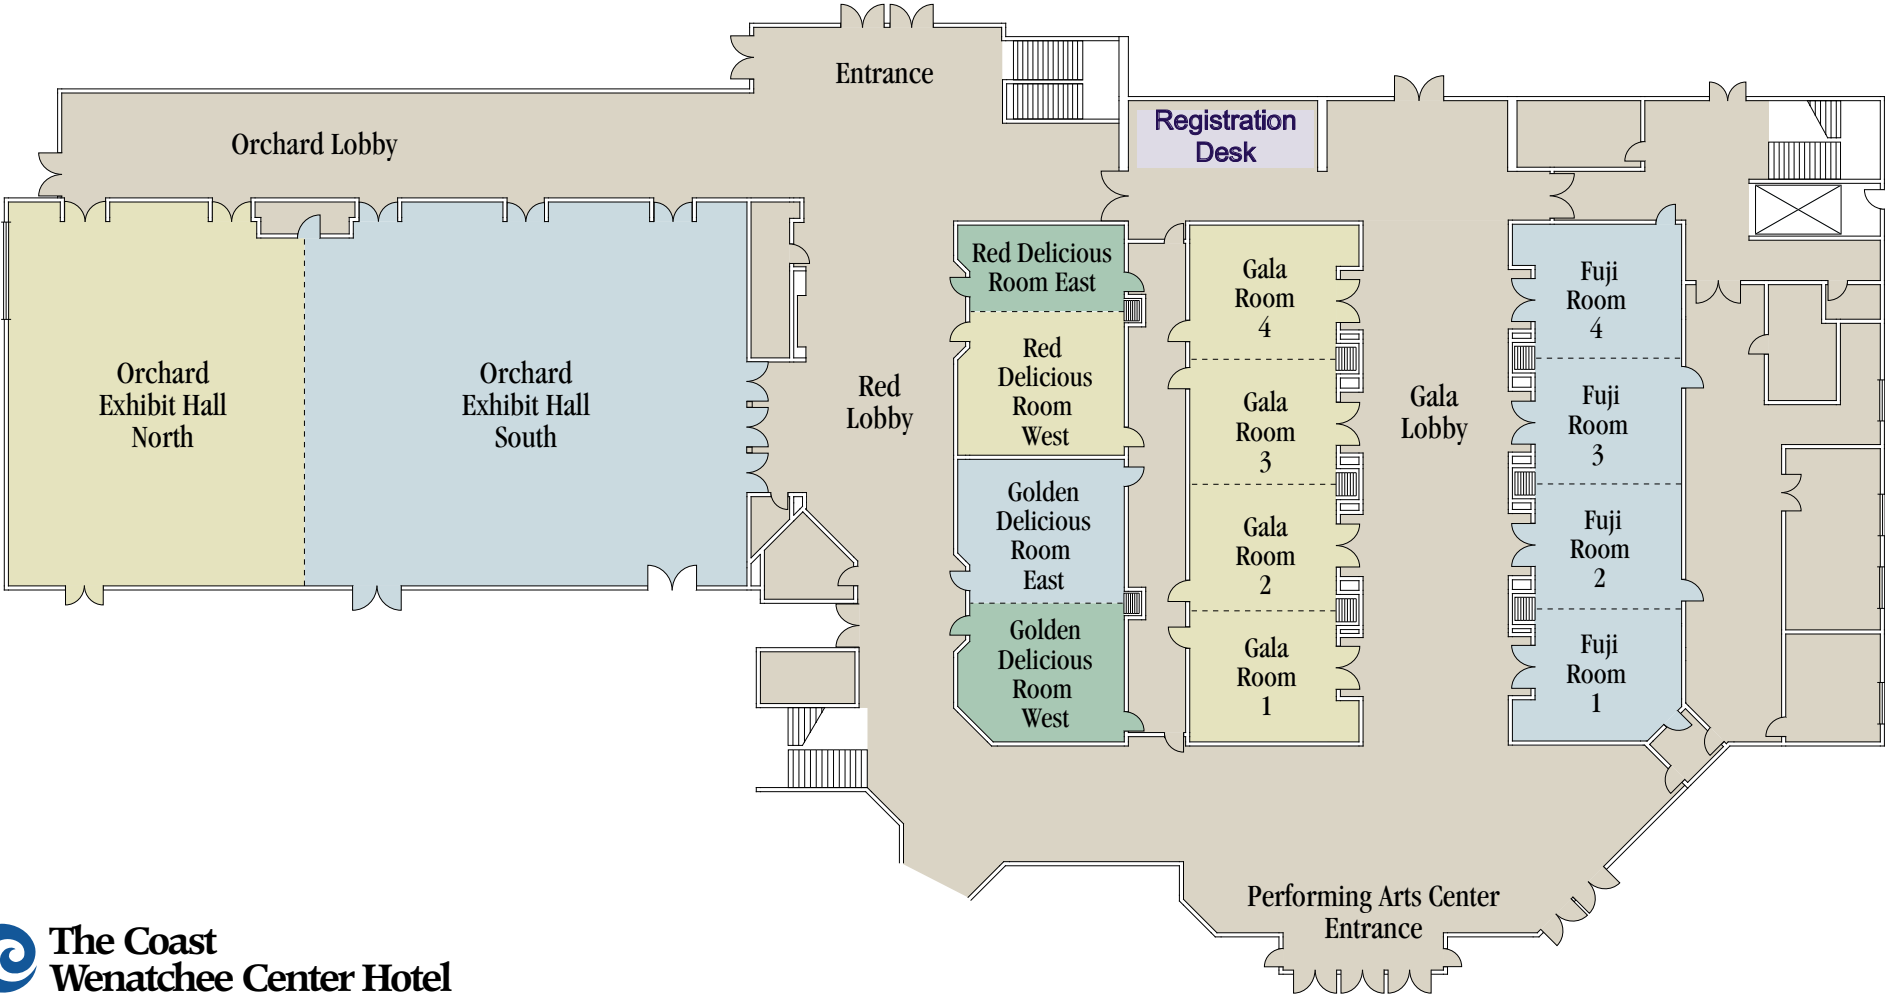 Entrance
Registration
Desk
Orchard Lobby
Red Delicious
Room East
Gala
Room
4
Fuji
Room
4
Orchard
Exhibit Hall
North
Orchard
Exhibit Hall
South
Red
Lobby
Red
Delicious
Room
West
Gala
Room
3
Gala
Lobby
Fuji
Room
3
Golden
Delicious
Room
East
Gala
Room
2
Fuji
Room
2
Golden
Delicious
Room
West
Gala
Room
1
Fuji
Room
1
Performing Arts Center
Entrance
The Coast
Wenatchee Center Hotel